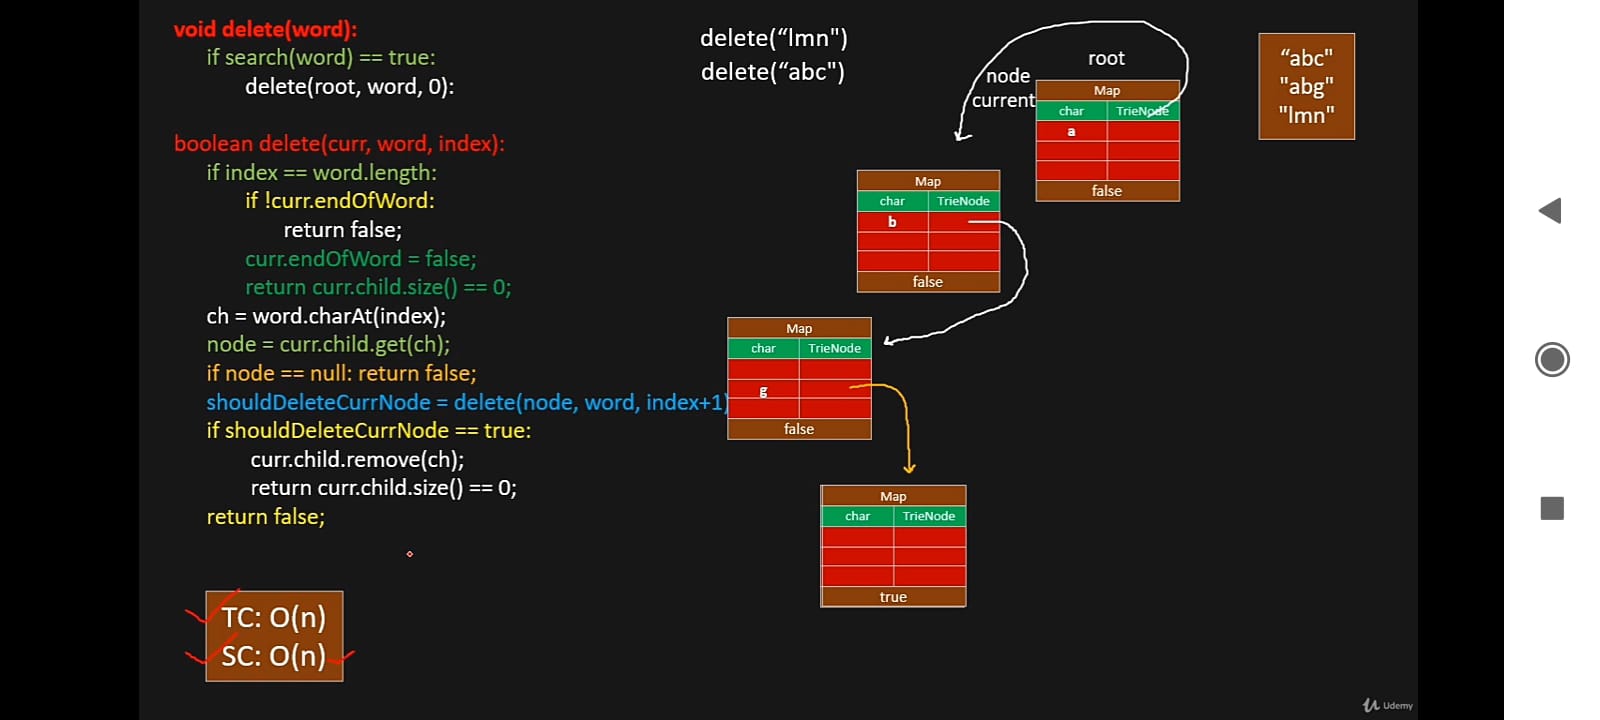 void delete(word):
if search(word) == true:
delete(root, word, 0):
boolean delete(curr, word, index):
if index == word.length:
if !curr.endOfWord:
return false;
curr.endOfWord = false;
return curr.child.size() == 0;
ch = word.charAt(index);
node = curr.child.get(ch);
if node == null: return false;
shouldDeleteCurrNode = delete(node, word, index+1)
if shouldDeleteCurrNode == true:
curr.child.remove(ch);
return curr.child.size() == 0;
return false;
TC: O(n)
SC: O(n)
delete(“lmn")
delete(“abc")
node
current
root
Map
char TrieNode
a
false
Map
char TrieNode
b
false
Map
char TrieNode
g
false
Map
char TrieNode
true
“abc"
"abg"
"lmn"
Udemy